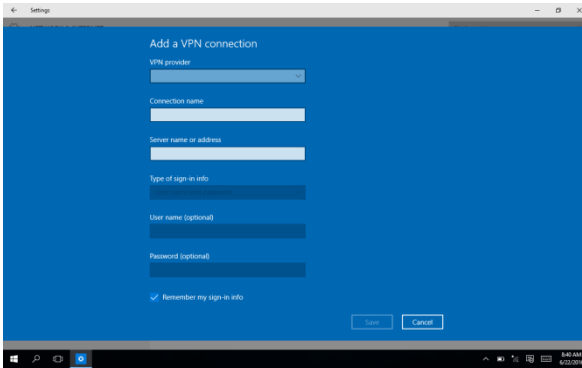 Settings
Add a VPN connection
VPN provider
Connection name
Server name or address
Type of sign-in info
User name (optional)
Password (optional)
Remember my sign-in info
Save
Cancel
8:40 AM